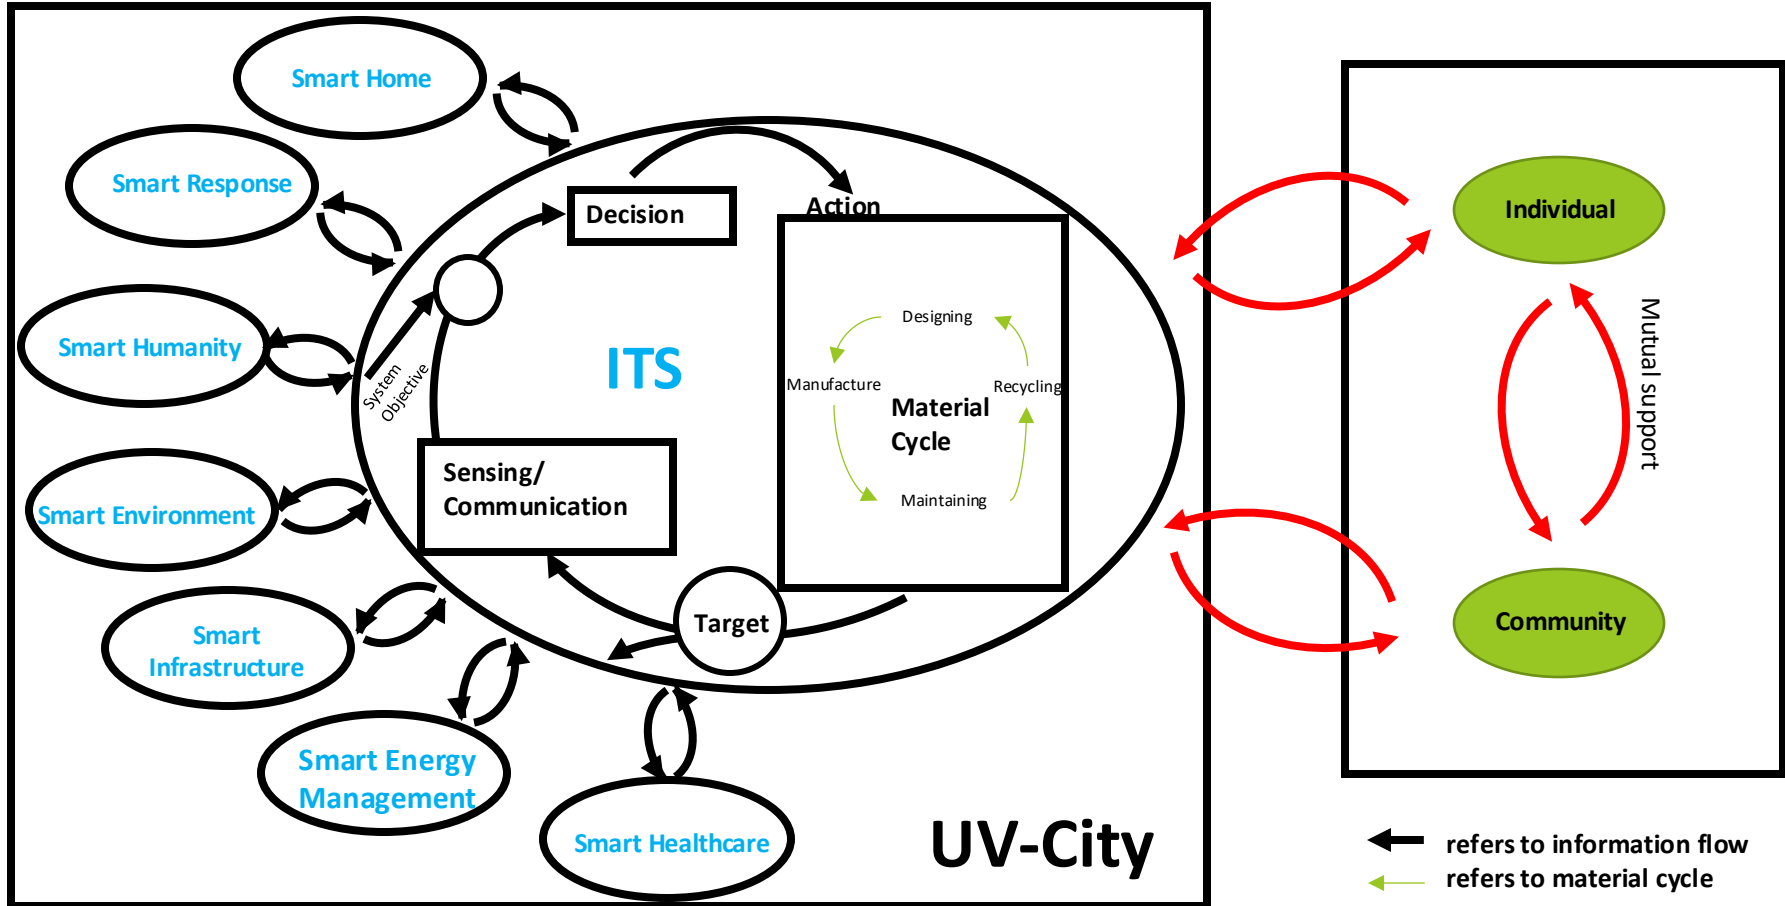 Smart Home
Smart Response
Decision
Action
Individual
Smart Humanity
System
Objective
ITS
Designing
Manufacture
Recycling
Material
Cycle
Maintaining
Mutual support
Sensing/
Communication
Smart Environment
Smart
Infrastructure
Target
Community
Smart Energy
Management
Smart Healthcare
UV-City
refers to information flow
refers to material cycle